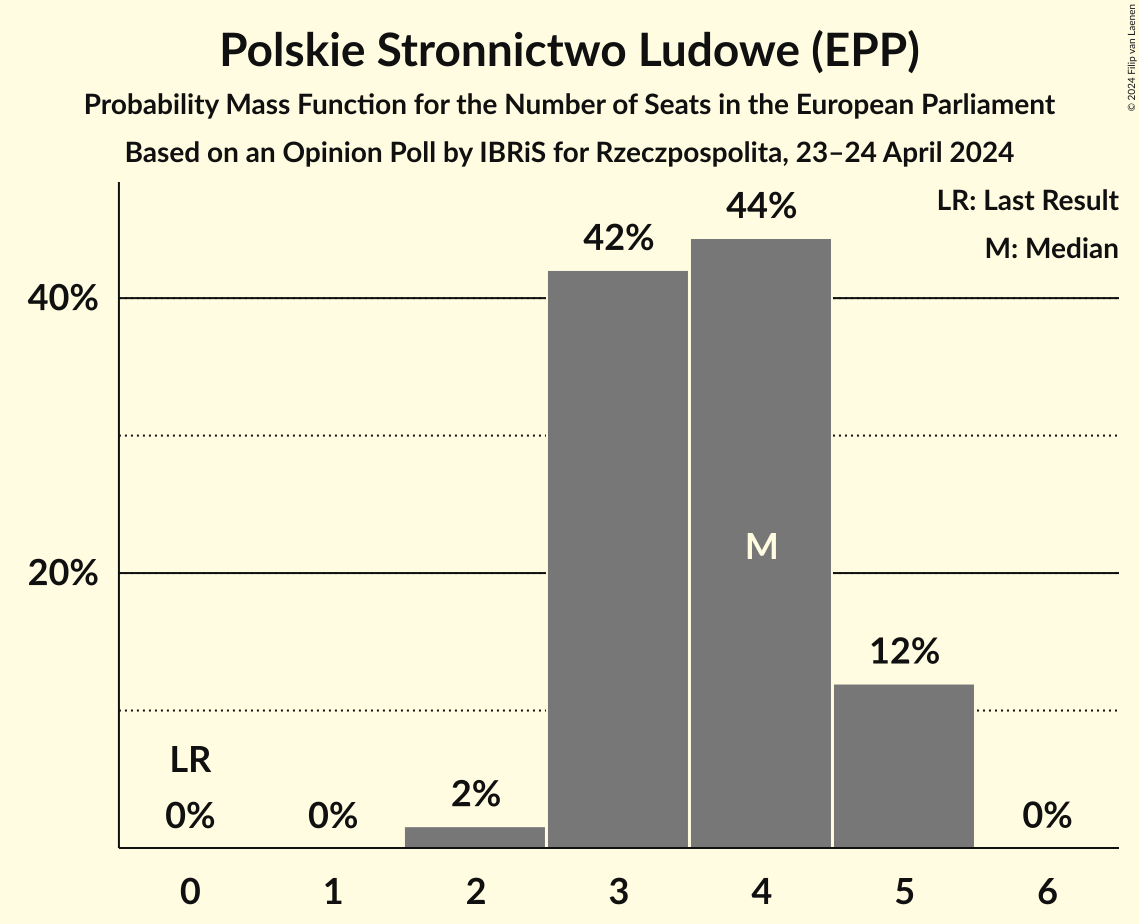 Polskie Stronnictwo Ludowe (EPP)
Probability Mass Function for the Number of Seats in the European Parliament
Based on an Opinion Poll by IBRiS for Rzeczpospolita, 23–24 April 2024
© 2024 Filip van Laenen
LR: Last Result
M: Median
44%
42%
40%
M
20%
12%
LR
2%
0%
0%
0%
0 1 2 3 4 5 6